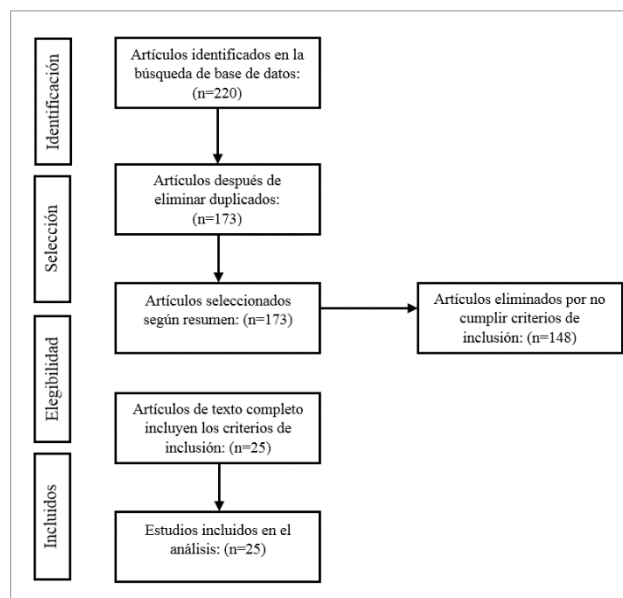 Identificación
Artículos identificados en la
búsqueda de base de datos:
(n=220)
Selección
Artículos después de
eliminar duplicados:
(n=173)
Artículos seleccionados
según resumen: (n=173)
Artículos eliminados por no
cumplir criterios de
inclusión: (n=148)
Elegibilidad
Artículos de texto completo
incluyen los criterios de
inclusión: (n=25)
Incluidos
Estudios incluidos en el
análisis: (n=25)